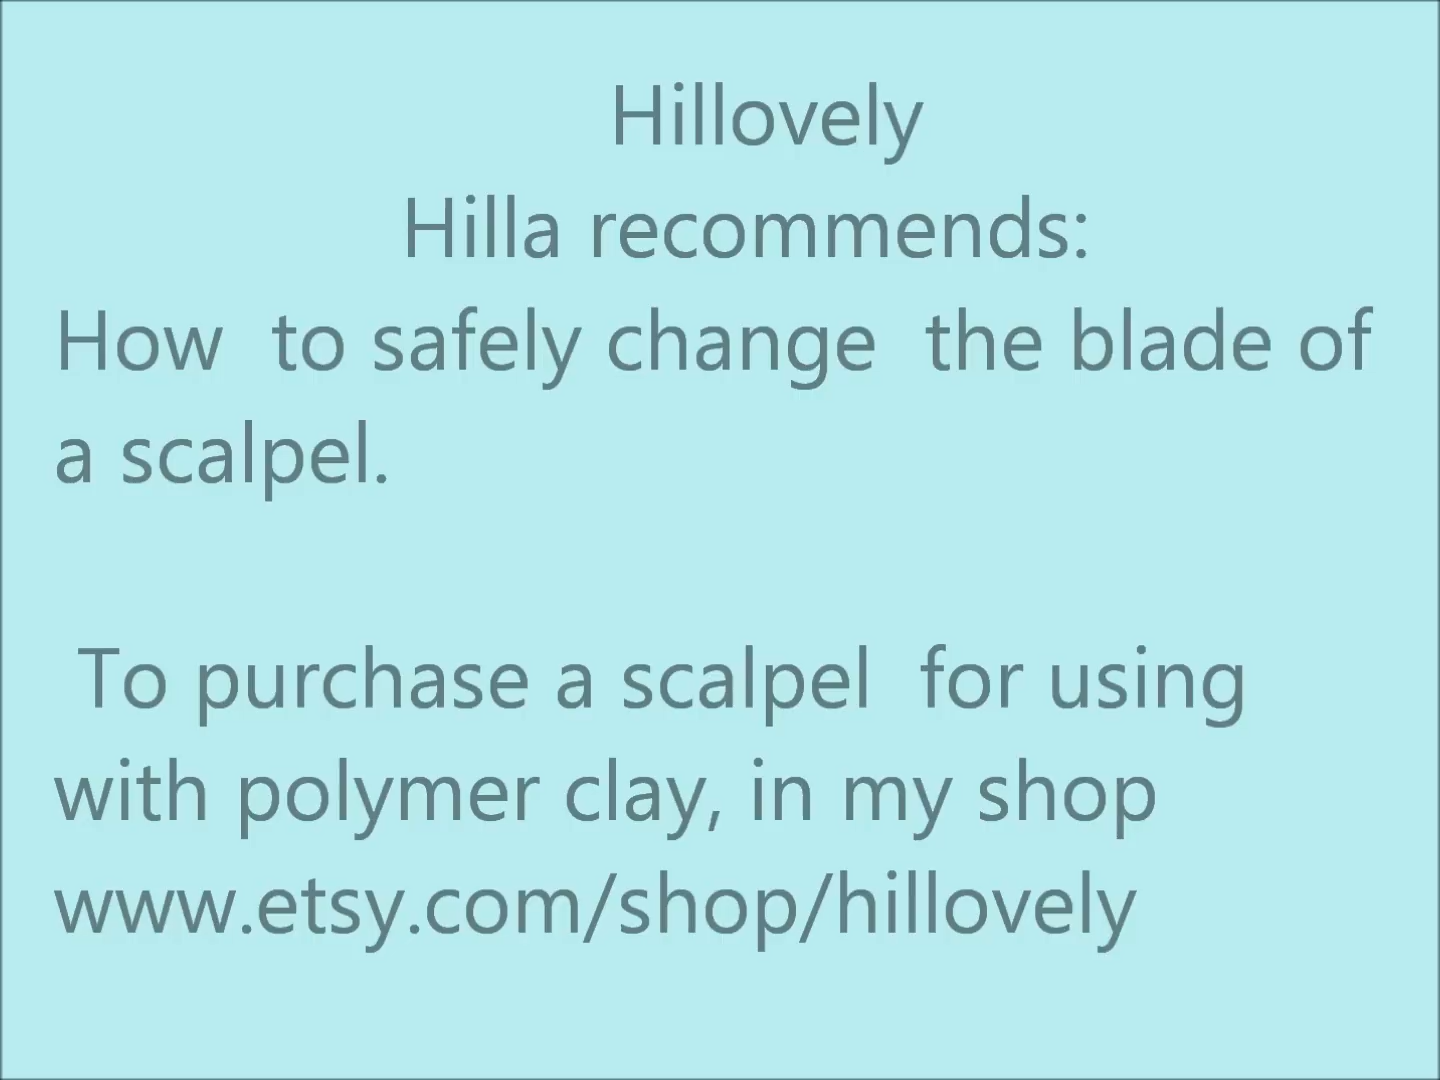 Hillovely
Hilla recommends:
How  to safely change  the blade of
a scalpel.
To purchase a scalpel  for using
with polymer clay, in my shop
www.etsy.com/shop/hillovely